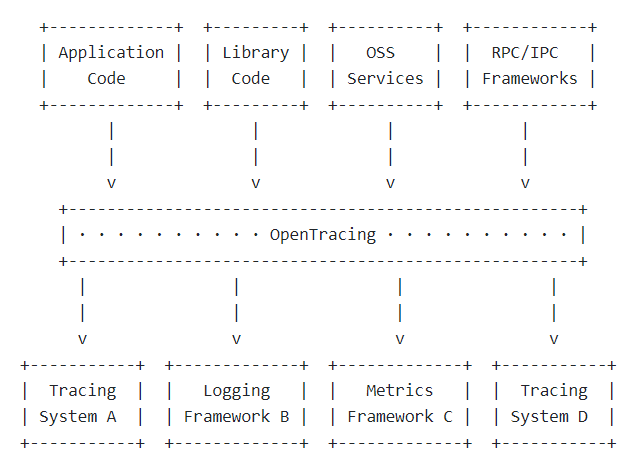 +-------------+  +---------+  +----------+  +------------+
| Application |  | Library |  |   OSS    |  |  RPC/IPC   |
|    Code     |  |  Code   |  | Services |  | Frameworks |
+-------------+  +---------+  +----------+  +------------+
       |              |             |             |
       |              |             |             |
       v              v             v             v
  +-----------------------------------------------------+
  | · · · · · · · · · · OpenTracing · · · · · · · · · · |
  +-----------------------------------------------------+
    |               |                |               |
    |               |                |               |
    v               v                v               v
+-----------+  +-------------+  +-------------+  +-----------+
|  Tracing  |  |   Logging   |  |   Metrics   |  |  Tracing  |
| System A  |  | Framework B |  | Framework C |  | System D  |
+-----------+  +-------------+  +-------------+  +-----------+